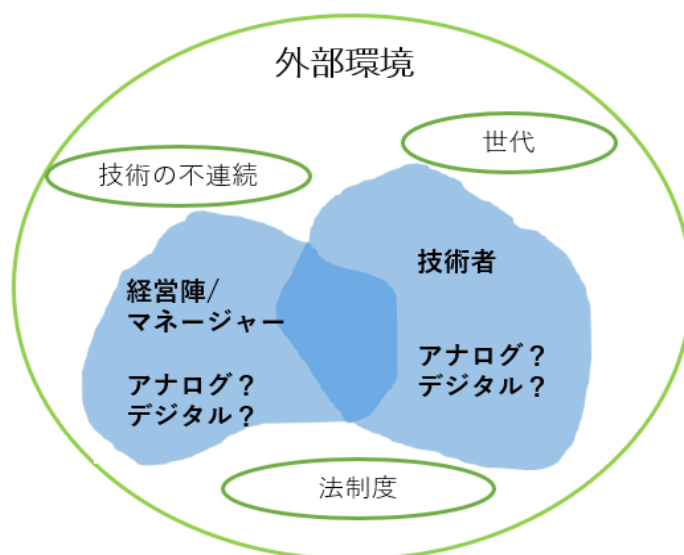 外部環境
世代
技術の不連続
技術者
経営陣/
マネージャー
アナログ？
デジタル？
アナログ？
デジタル？
法制度